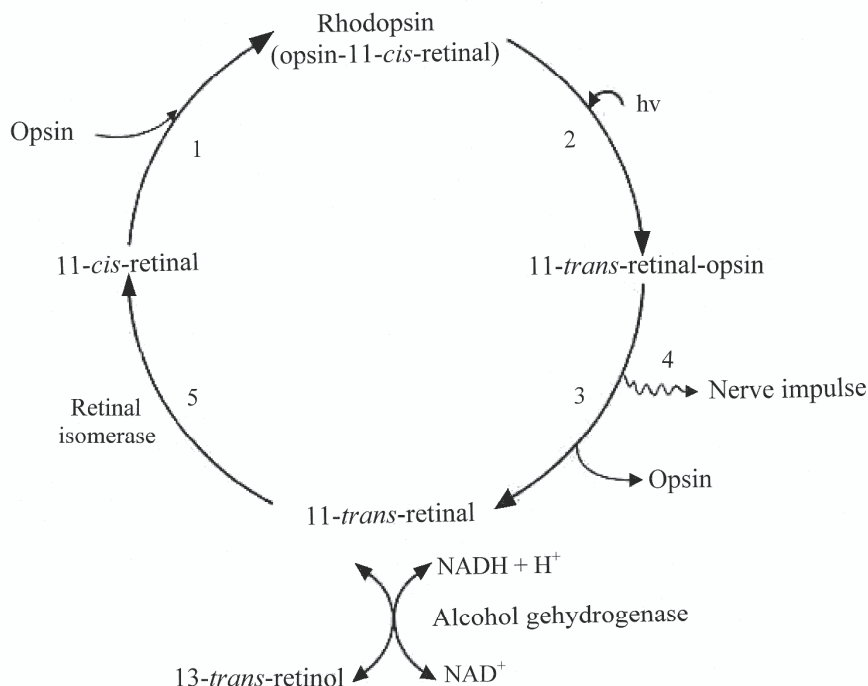 Rhodopsin
(opsin-11-cis-retinal)
hv
Opsin
1
2
11-cis-retinal
11-trans-retinal-opsin
4
Nerve impulse
3
5
Retinal
isomerase
Opsin
11-trans-retinal
NADH + H⁺
Alcohol gehydrogenase
13-trans-retinol
NAD⁺